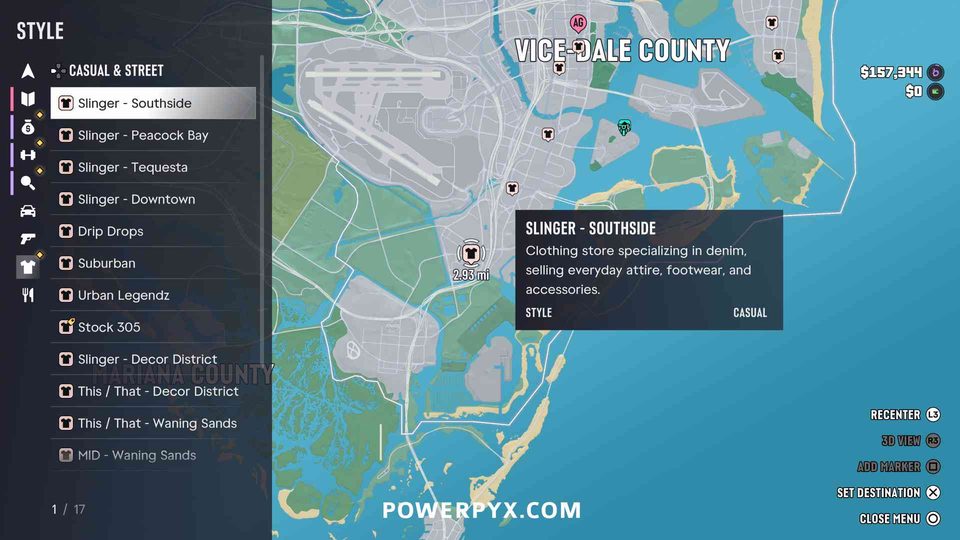 STYLE
CASUAL & STREET
Slinger - Southside
Slinger - Peacock Bay
Slinger - Tequesta
Slinger - Downtown
Drip Drops
Suburban
Urban Legendz
Stock 305
Slinger - Decor District
This / That - Decor District
This / That - Waning Sands
MID - Waning Sands
1 / 17
MARIANA COUNTY
AG
VICE-DALE COUNTY
$157,344
$0
2.93 mi
SLINGER - SOUTHSIDE
Clothing store specializing in denim,
selling everyday attire, footwear, and
accessories.
STYLE CASUAL
RECENTER L3
3D VIEW R3
ADD MARKER
SET DESTINATION
CLOSE MENU
POWERPYX.COM